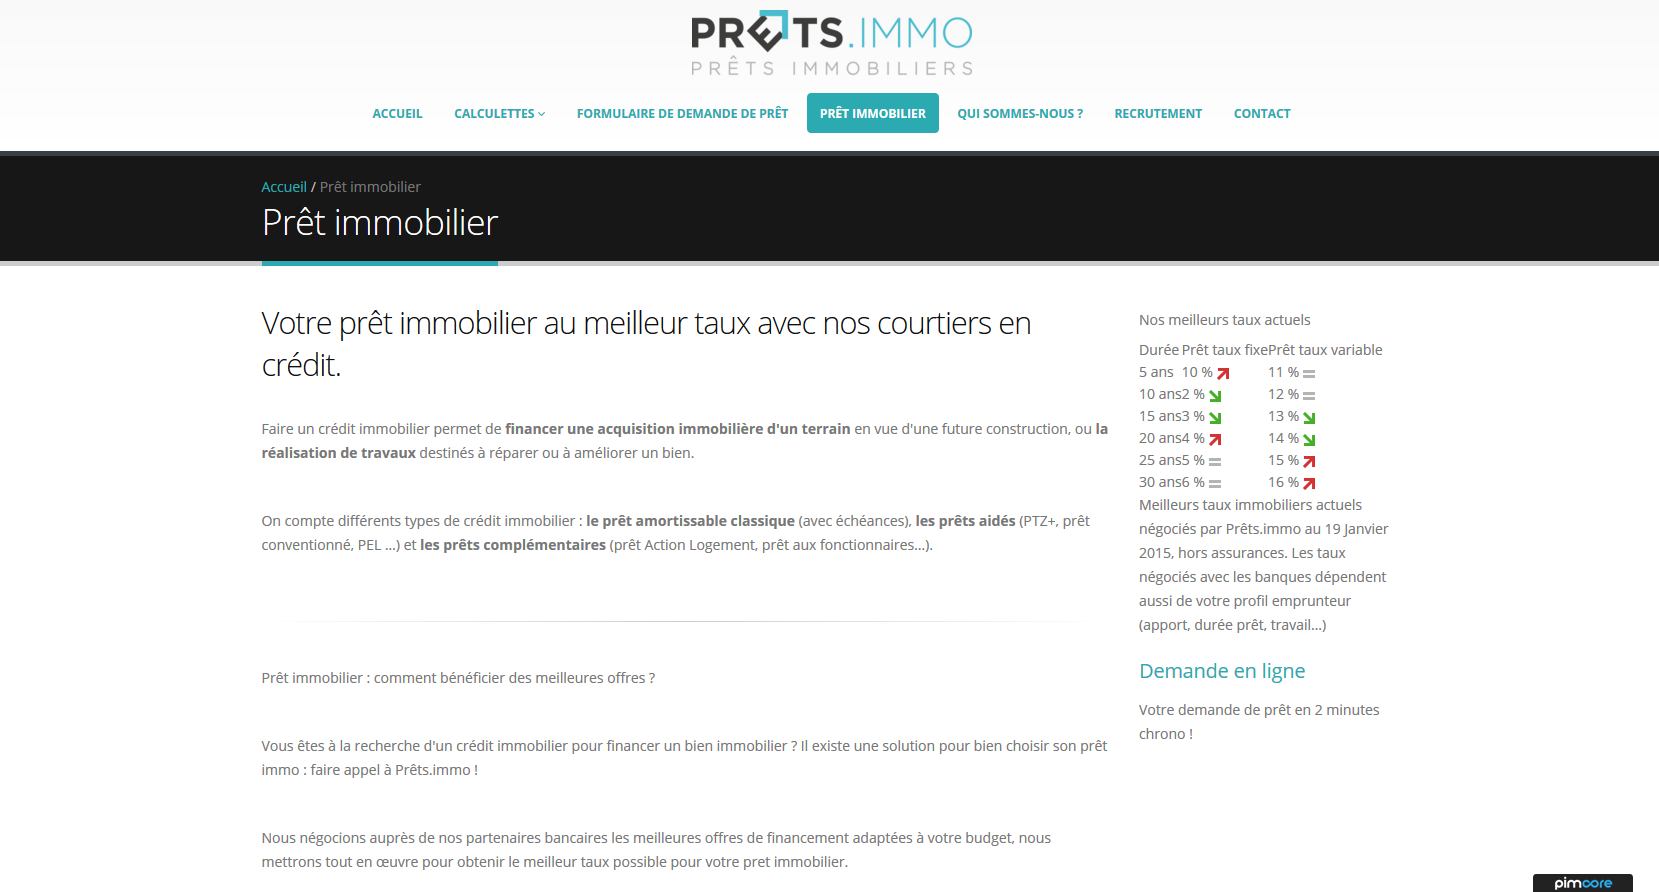 PRETS.IMMO
PRÊTS IMMOBILIERS
ACCUEIL CALCULETTES FORMULAIRE DE DEMANDE DE PRÊT PRÊT IMMOBILIER QUI SOMMES-NOUS ? RECRUTEMENT CONTACT
Accueil / Prêt immobilier
Prêt immobilier
Votre prêt immobilier au meilleur taux avec nos courtiers en
crédit.
Faire un crédit immobilier permet de financer une acquisition immobilière d'un terrain en vue d'une future construction, ou la
réalisation de travaux destinés à réparer ou à améliorer un bien.
On compte différents types de crédit immobilier : le prêt amortissable classique (avec échéances), les prêts aidés (PTZ+, prêt
conventionné, PEL ...) et les prêts complémentaires (prêt Action Logement, prêt aux fonctionnaires...).
Prêt immobilier : comment bénéficier des meilleures offres ?
Vous êtes à la recherche d'un crédit immobilier pour financer un bien immobilier ? Il existe une solution pour bien choisir son prêt
immo : faire appel à Prêts.immo !
Nous négocions auprès de nos partenaires bancaires les meilleures offres de financement adaptées à votre budget, nous
mettrons tout en œuvre pour obtenir le meilleur taux possible pour votre pret immobilier.
Nos meilleurs taux actuels
Durée Prêt taux fixe Prêt taux variable
5 ans 10 % 11 %
10 ans 2 % 12 %
15 ans 3 % 13 %
20 ans 4 % 14 %
25 ans 5 % 15 %
30 ans 6 % 16 %
Meilleurs taux immobiliers actuels
négociés par Prêts.immo au 19 Janvier
2015, hors assurances. Les taux
négociés avec les banques dépendent
aussi de votre profil emprunteur
(apport, durée prêt, travail...)
Demande en ligne
Votre demande de prêt en 2 minutes
chrono !
pimcore